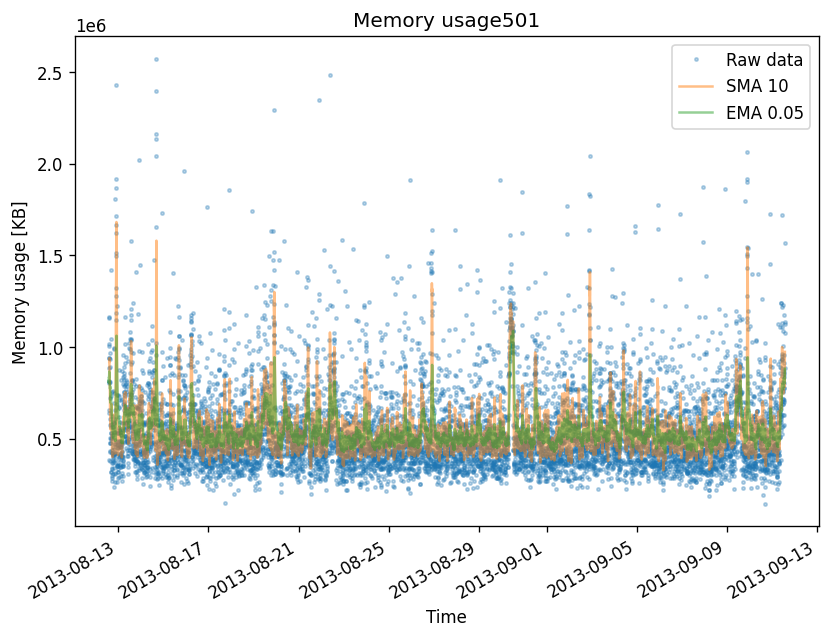 Memory usage501
1e6
Raw data
SMA 10
EMA 0.05
Memory usage [KB]
2.5
2.0
1.5
1.0
0.5
2013-08-13
2013-08-17
2013-08-21
2013-08-25
2013-08-29
2013-09-01
2013-09-05
2013-09-09
2013-09-13
Time